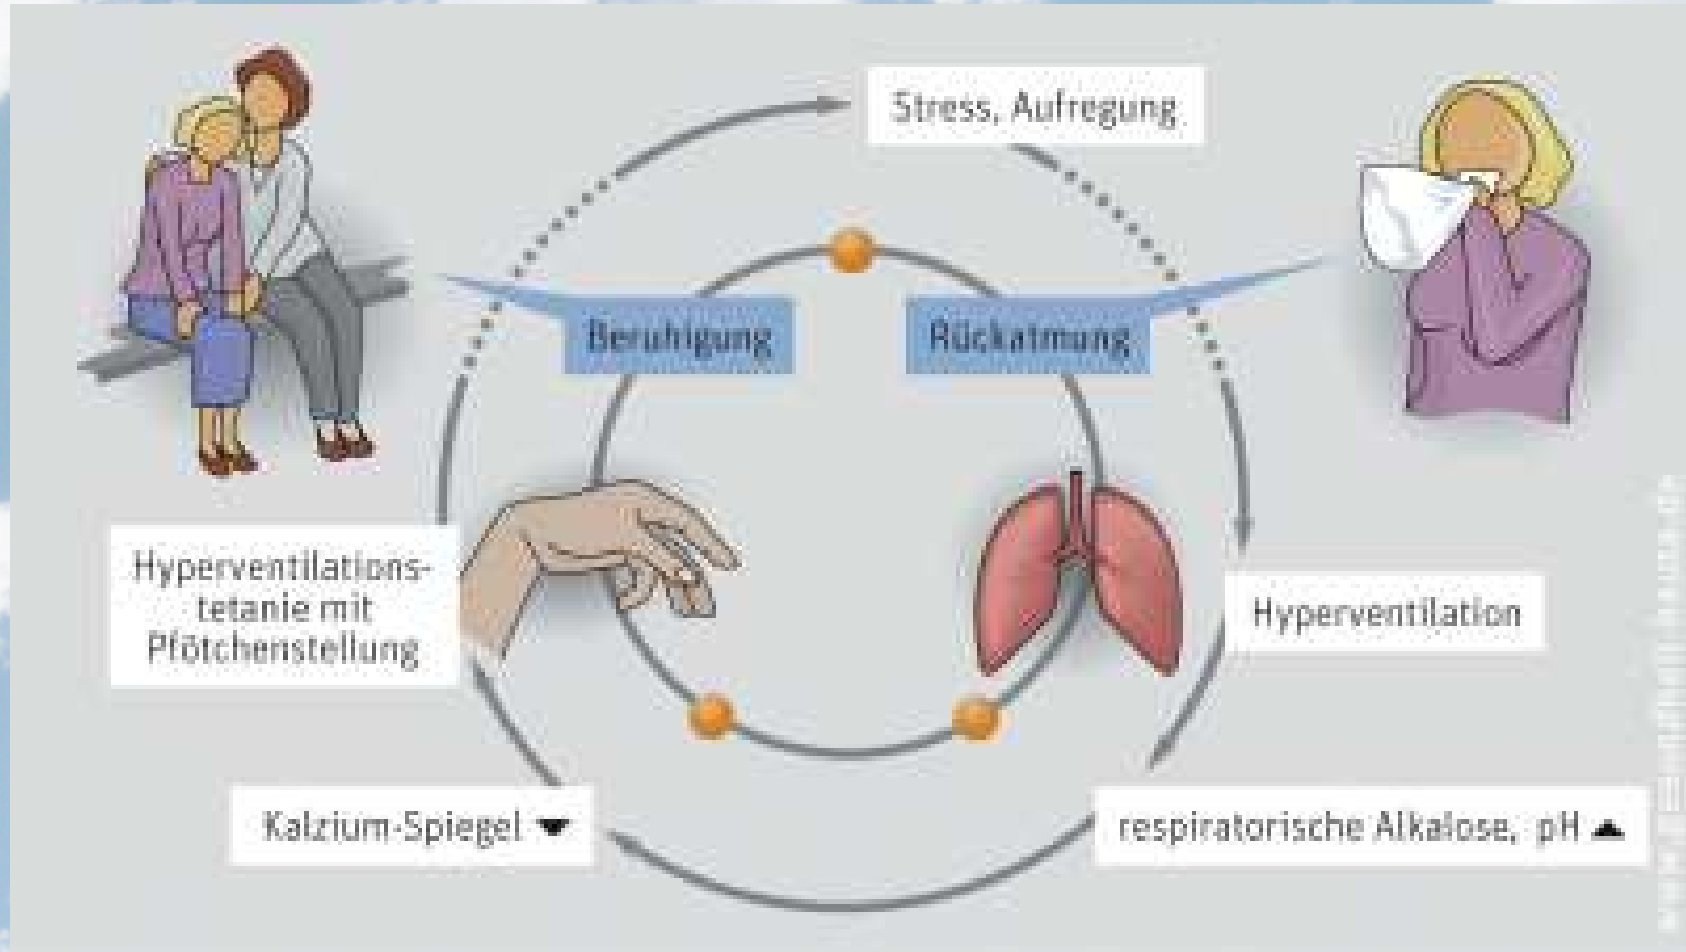 Stress, Aufregung
Beruhigung
Rückatmung
Hyperventilations-
tetanie mit
Pfötchenstellung
Hyperventilation
Kalzium-Spiegel ▼
respiratorische Alkalose, pH ▲